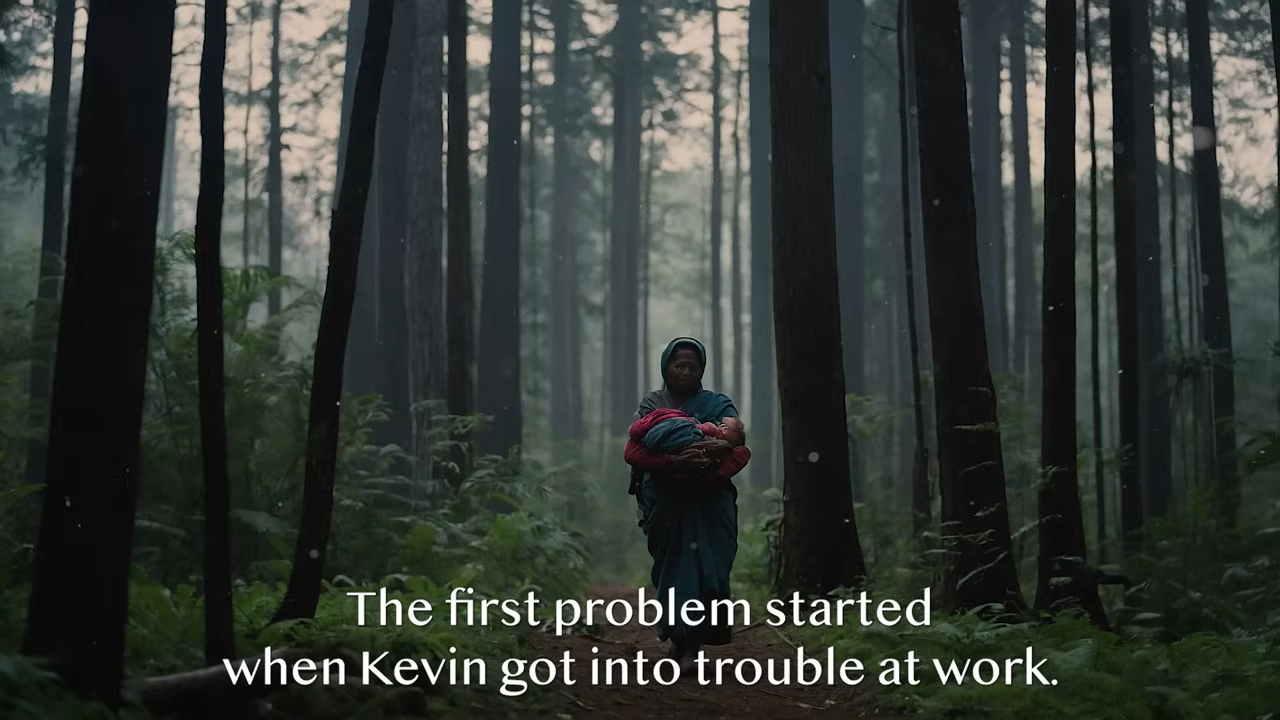 The first problem started
when Kevin got into trouble at work.